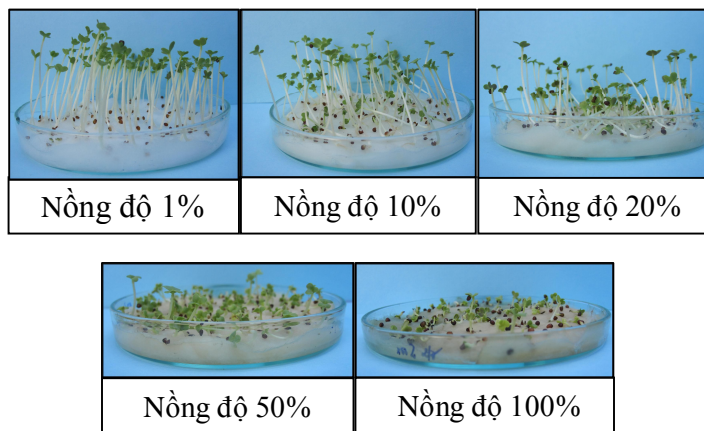 Nồng độ 1%
Nồng độ 10%
Nồng độ 20%
Nồng độ 50%
Nồng độ 100%